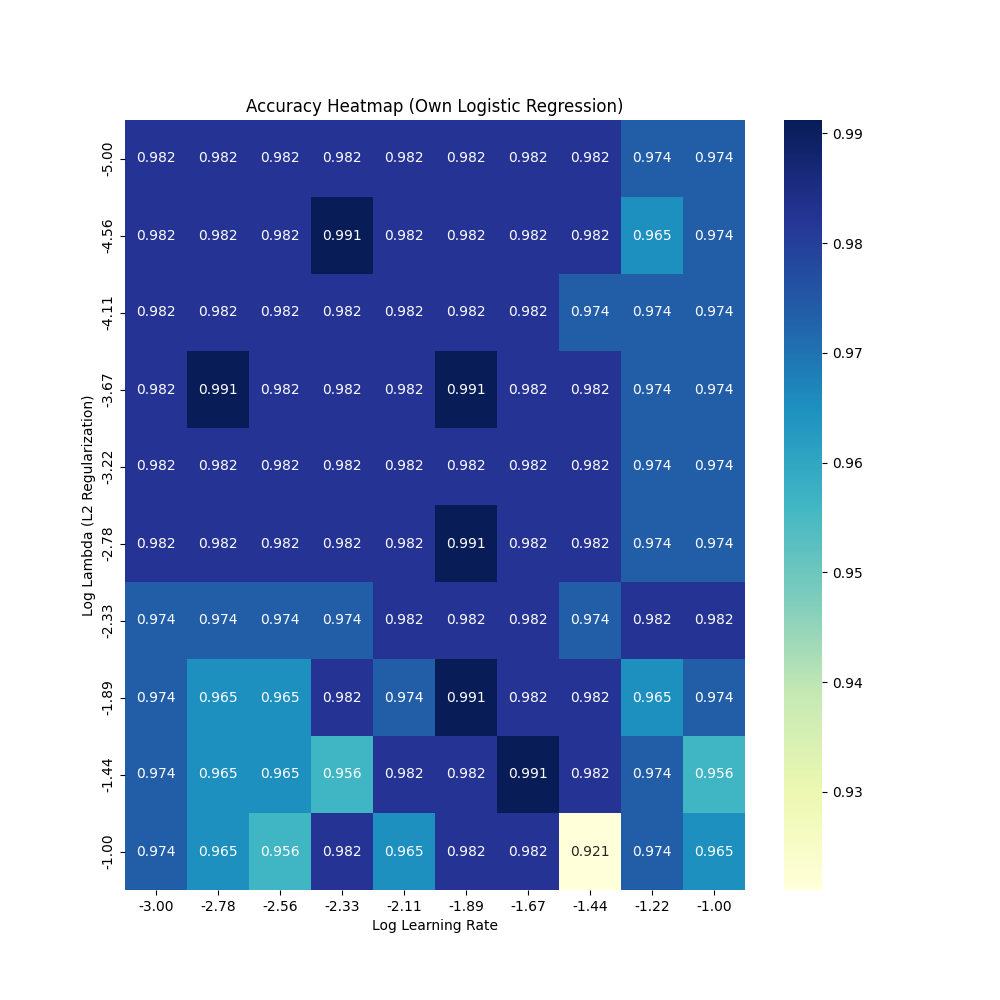 Accuracy Heatmap (Own Logistic Regression)
-5.00 0.982 0.982 0.982 0.982 0.982 0.982 0.982 0.982 0.974 0.974
-4.56 0.982 0.982 0.982 0.991 0.982 0.982 0.982 0.982 0.965 0.974
-4.11 0.982 0.982 0.982 0.982 0.982 0.982 0.982 0.974 0.974 0.974
-3.67 0.982 0.991 0.982 0.982 0.982 0.991 0.982 0.982 0.974 0.974
-3.22 0.982 0.982 0.982 0.982 0.982 0.982 0.982 0.982 0.974 0.974
-2.78 0.982 0.982 0.982 0.982 0.982 0.991 0.982 0.982 0.974 0.974
-2.33 0.974 0.974 0.974 0.974 0.982 0.982 0.982 0.974 0.982 0.982
-1.89 0.974 0.965 0.965 0.982 0.974 0.991 0.982 0.982 0.965 0.974
-1.44 0.974 0.965 0.965 0.956 0.982 0.982 0.991 0.982 0.974 0.956
-1.00 0.974 0.965 0.956 0.982 0.965 0.982 0.982 0.921 0.974 0.965
-3.00 -2.78 -2.56 -2.33 -2.11 -1.89 -1.67 -1.44 -1.22 -1.00
Log Learning Rate
Log Lambda (L2 Regularization)
0.99
0.98
0.97
0.96
0.95
0.94
0.93